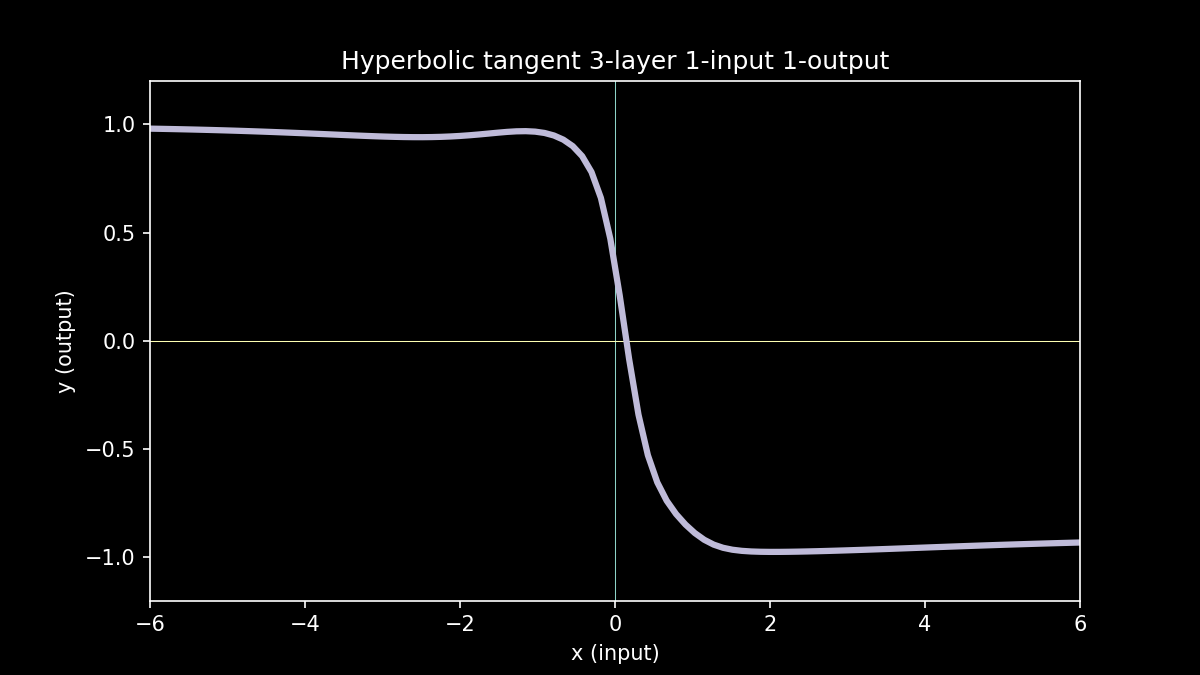 Hyperbolic tangent 3-layer 1-input 1-output
1.0
0.5
0.0
−0.5
−1.0
y (output)
−6 −4 −2 0 2 4 6
x (input)